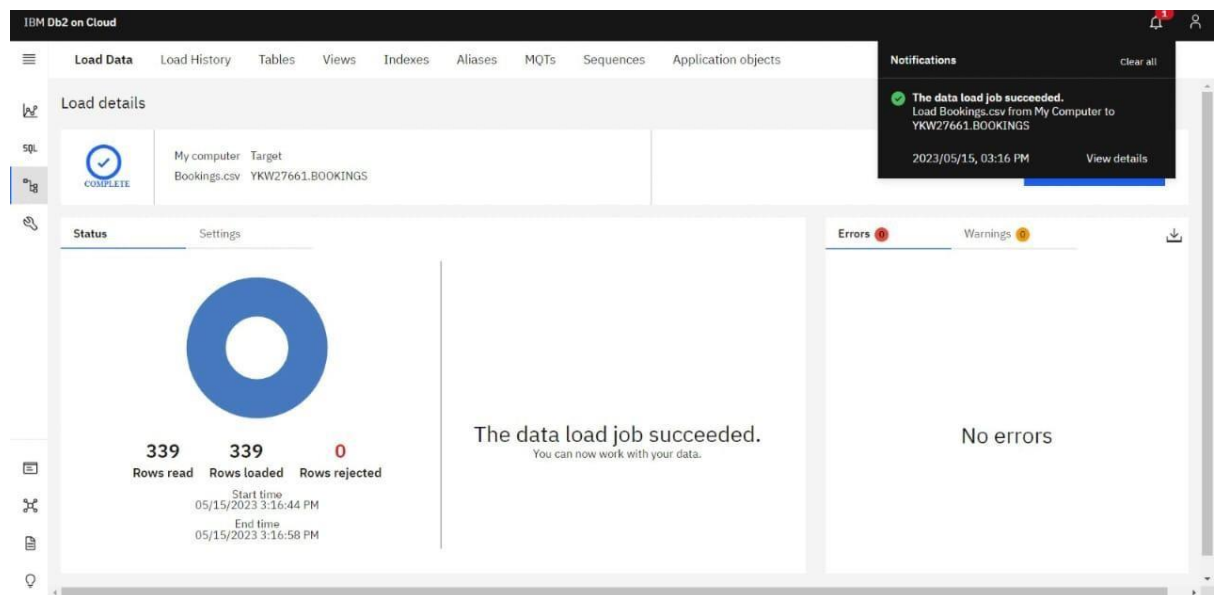 IBM Db2 on Cloud
1
Load Data Load History Tables Views Indexes Aliases MQTs Sequences Application objects
Notifications Clear all
The data load job succeeded.
Load Bookings.csv from My Computer to
YKW27661.BOOKINGS
2023/05/15, 03:16 PM View details
Load details
SQL
COMPLETE
My computer Target
Bookings.csv YKW27661.BOOKINGS
Status Settings
Errors 0 Warnings 0
339 339 0
Rows read Rows loaded Rows rejected
Start time
05/15/2023 3:16:44 PM
End time
05/15/2023 3:16:58 PM
The data load job succeeded.
You can now work with your data.
No errors